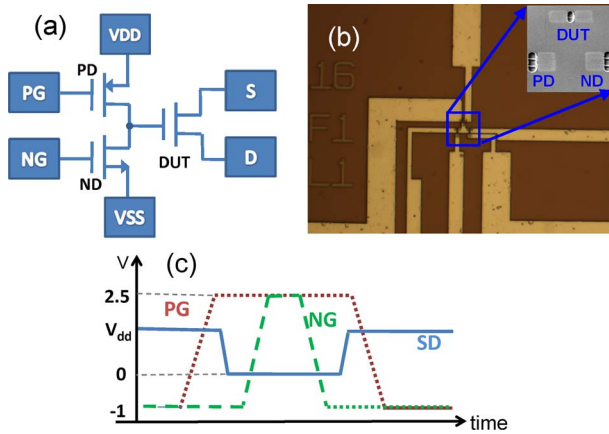 (a)
VDD
PD
PG
S
NG
D
DUT
ND
VSS
(b)
DUT
PD
ND
16
F1
L1
(c)
V
2.5
PG
NG
Vdd
SD
0
-1
time